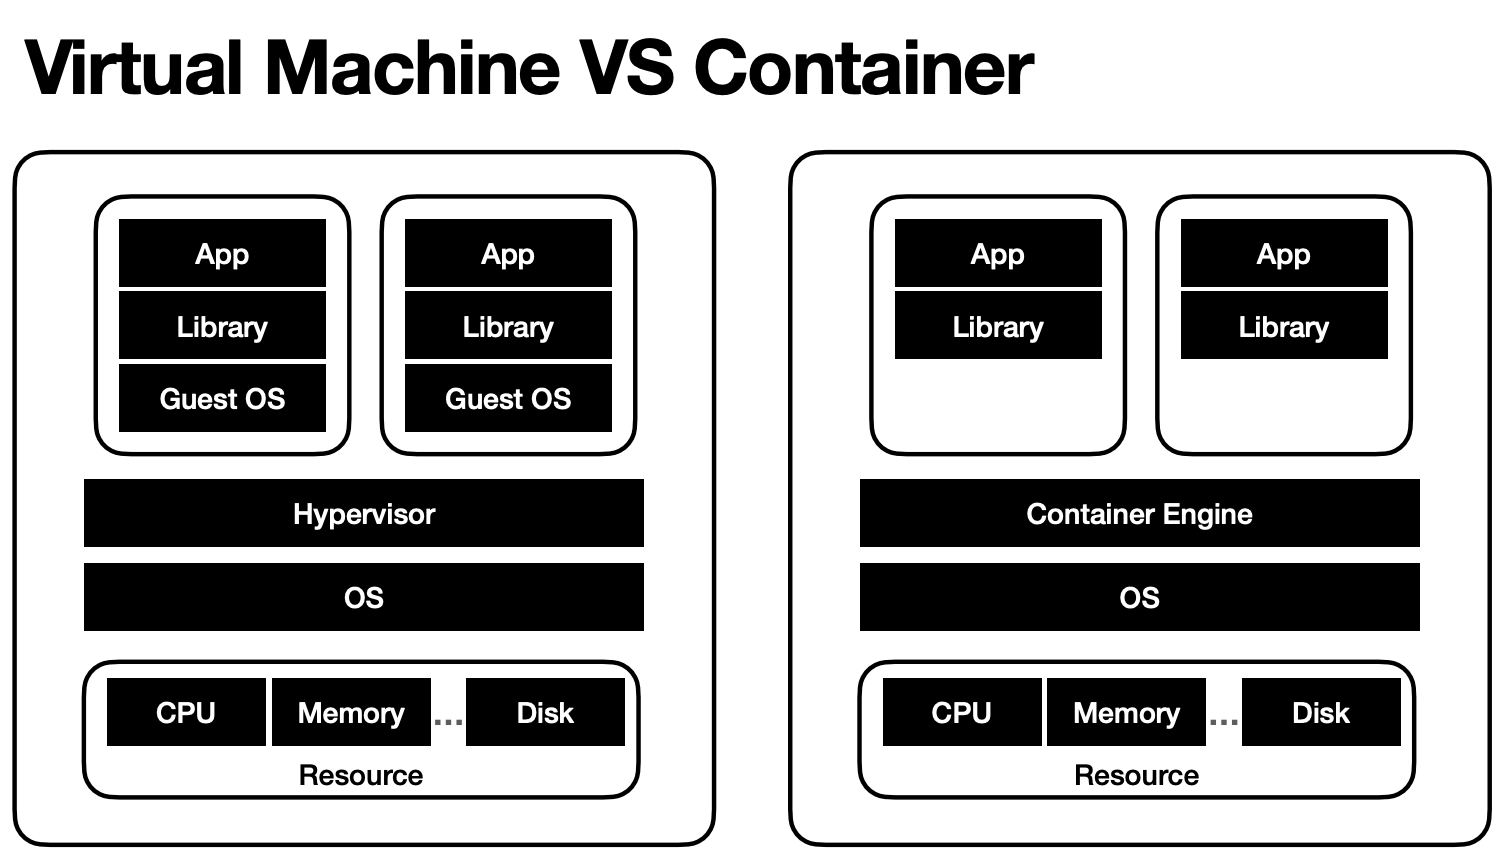 Virtual Machine VS Container
App
Library
Guest OS
App
Library
Guest OS
Hypervisor
OS
CPU
Memory
...
Disk
Resource
App
Library
App
Library
Container Engine
OS
CPU
Memory
...
Disk
Resource